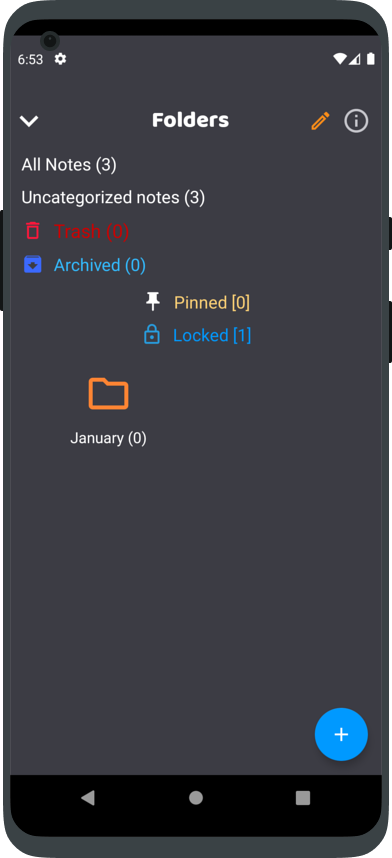 6:53
Folders
All Notes (3)
Uncategorized notes (3)
Trash (0)
Archived (0)
Pinned [0]
Locked [1]
January (0)